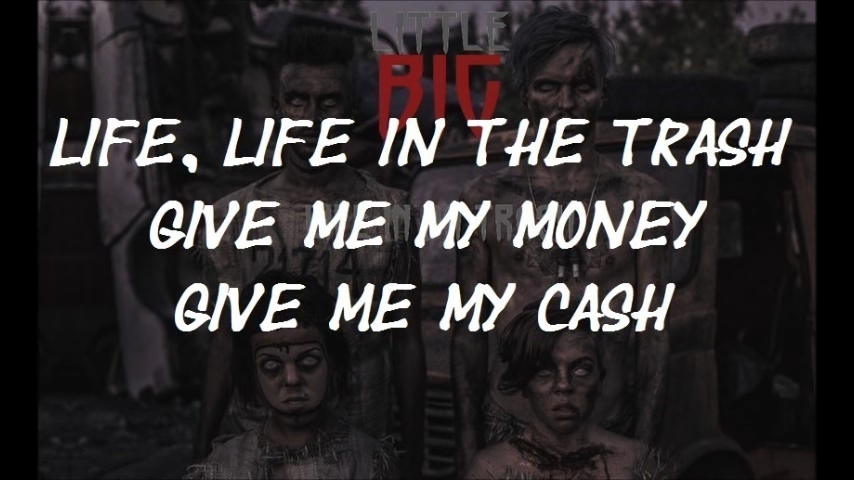 LITTLE
BIG
LIFE, LIFE IN THE TRASH
GIVE ME MY MONEY
GIVE ME MY CASH